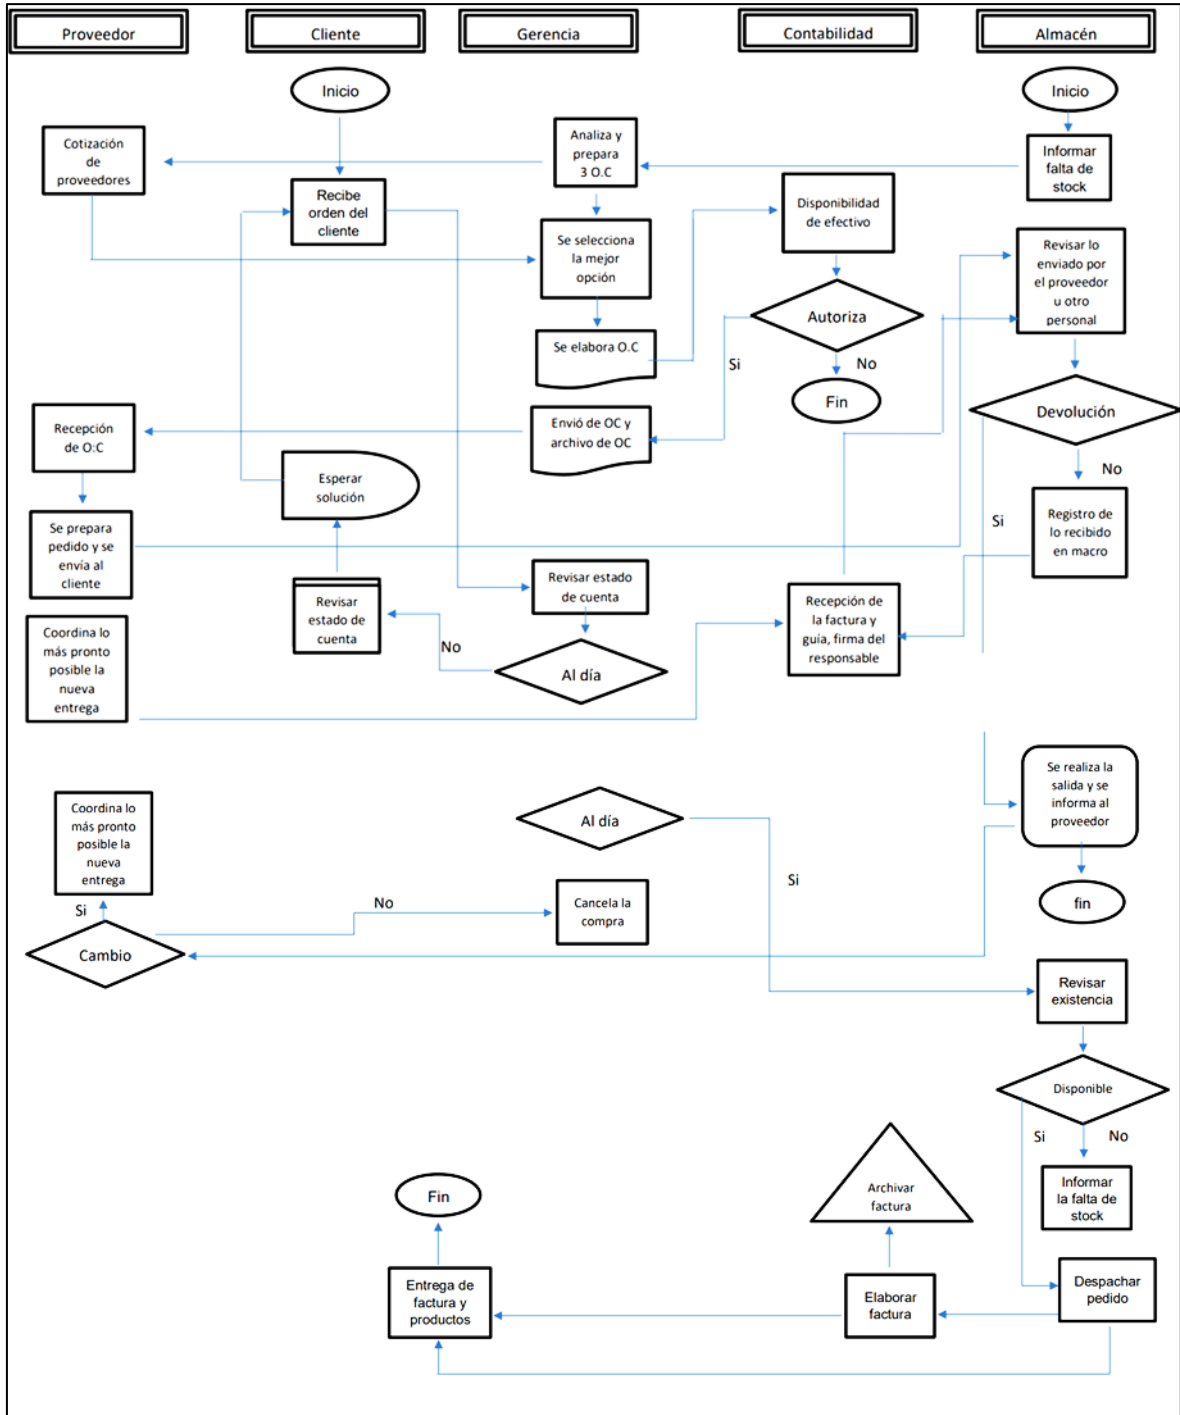 Proveedor
Cliente
Gerencia
Contabilidad
Almacén
Inicio
Inicio
Cotización
de
proveedores
Analiza y
prepara
3 O.C
Informar
falta de
stock
Recibe
orden del
cliente
Disponibilidad
de efectivo
Se selecciona
la mejor
opción
Revisar lo
enviado por
el proveedor
u otro
personal
Autoriza
Se elabora O.C
Si
No
Fin
Devolución
Recepción
de O:C
Envió de OC y
archivo de OC
Esperar
solución
No
Si
Se prepara
pedido y se
envía al
cliente
Registro de
lo recibido
en macro
Revisar estado
de cuenta
Revisar
estado de
cuenta
Recepción de
la factura y
guía, firma del
responsable
Coordina lo
más pronto
posible la
nueva
entrega
No
Al día
Se realiza la
salida y se
informa al
proveedor
Coordina lo
más pronto
posible la
nueva
entrega
Al día
Si
fin
Si
No
Cancela la
compra
Cambio
Revisar
existencia
Disponible
Si
No
Archivar
factura
Informar
la falta de
stock
Fin
Entrega de
factura y
productos
Elaborar
factura
Despachar
pedido